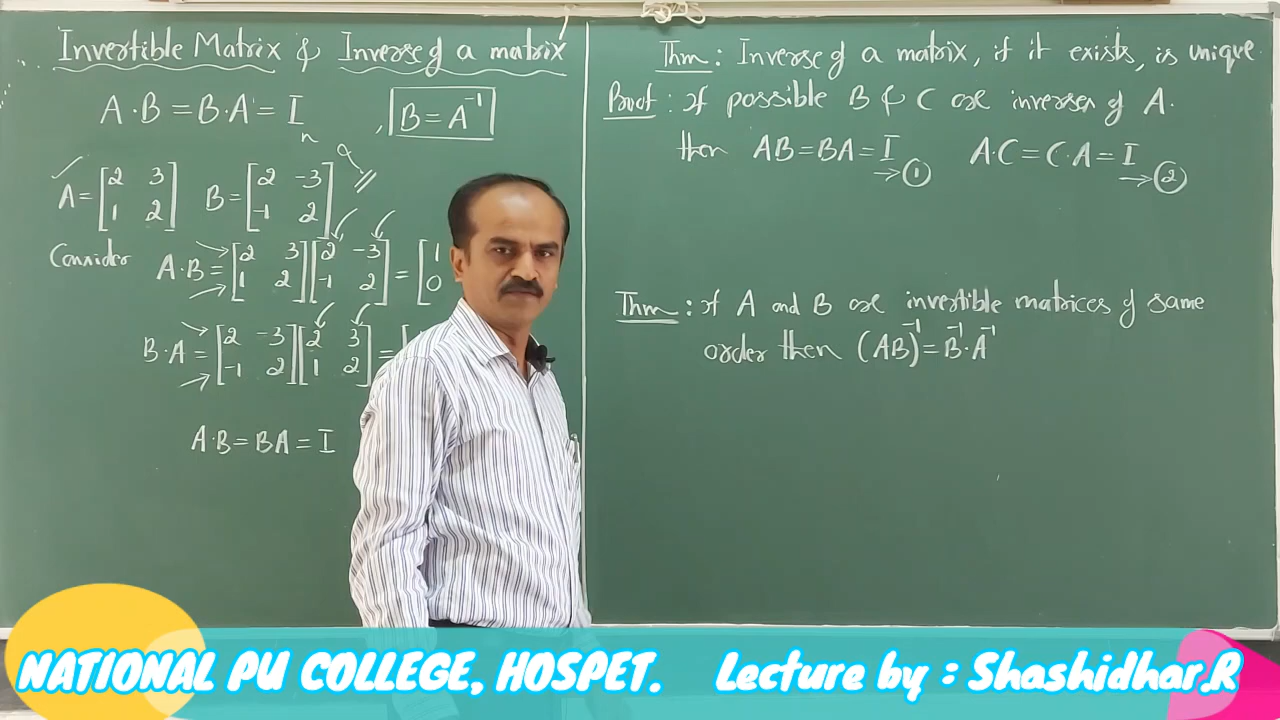 Invertible Matrix & Inverse of a matrix
A·B = B·A = Iₙ , B = A⁻¹
A = [2 3; 1 2] B = [2 -3; -1 2]
Consider A·B = [2 3; 1 2][2 -3; -1 2] = [1 0
B·A = [2 -3; -1 2][2 3; 1 2] = [
A·B = BA = I
Thm: Inverse of a matrix, if it exists, is unique
Proof: If possible B & C are inverses of A.
then AB = BA = I → ① A·C = C·A = I → ②
Thm: If A and B are invertible matrices of same
order then (AB)⁻¹ = B⁻¹·A⁻¹
NATIONAL PU COLLEGE, HOSPET. Lecture by : Shashidhar.R